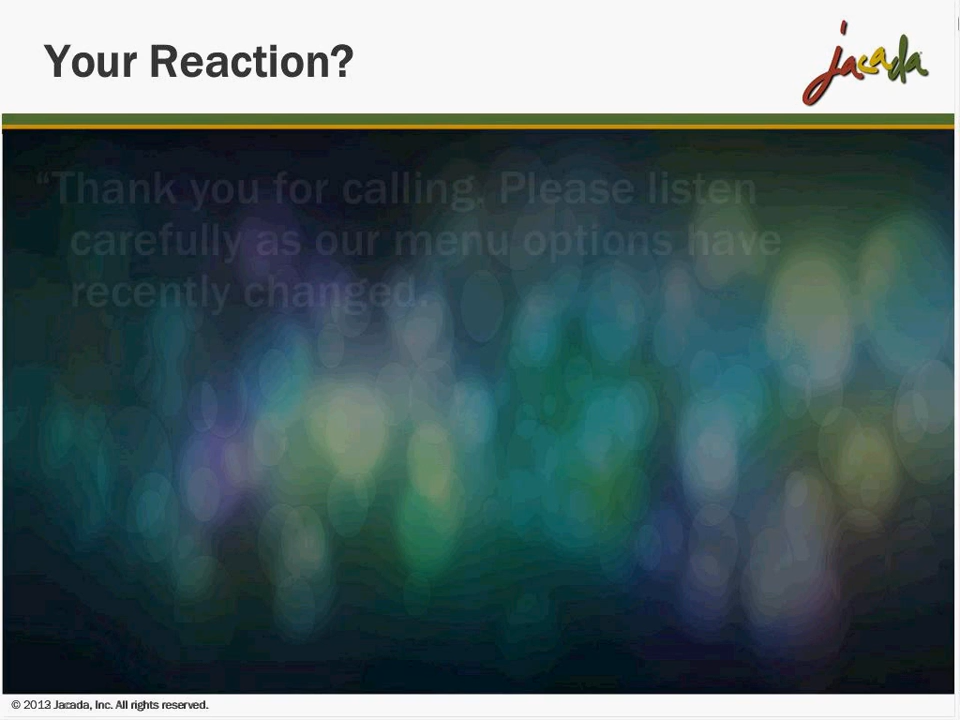 Your Reaction?
jacada
“Thank you for calling. Please listen
carefully as our menu options have
recently changed.
© 2013 Jacada, Inc. All rights reserved.